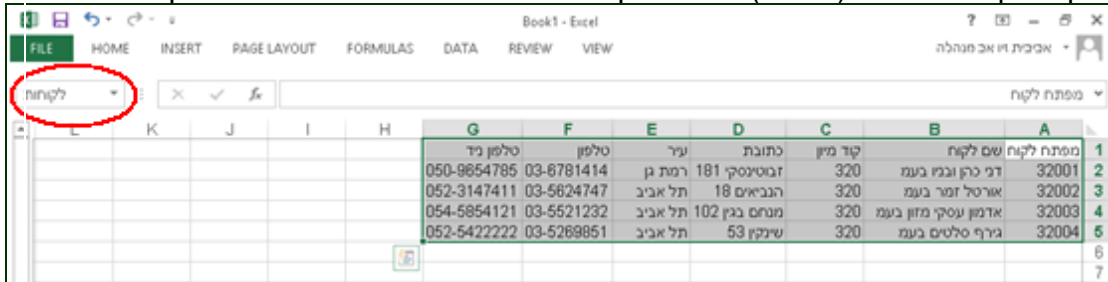 Book1 - Excel
FILE HOME INSERT PAGE LAYOUT FORMULAS DATA REVIEW VIEW אביבית זיו אב מנהלה
לקוחות fx מפתח לקוח
L K J I H G F E D C B A
1 מפתח לקוח שם לקוח קוד מיון כתובת עיר טלפון טלפון ניד
2 32001 דני כהן ובניו בעמ 320 זבוטינסקי 181 רמת גן 03-6781414 050-9654785
3 32002 אורטל זמר בעמ 320 הנביאים 18 תל אביב 03-5624747 052-3147411
4 32003 אדמון עסקי מזון בעמ 320 מנחם בגין 102 תל אביב 03-5521232 054-5854121
5 32004 גירף סלטים בעמ 320 שינקין 53 תל אביב 03-5269851 052-5422222
6
7